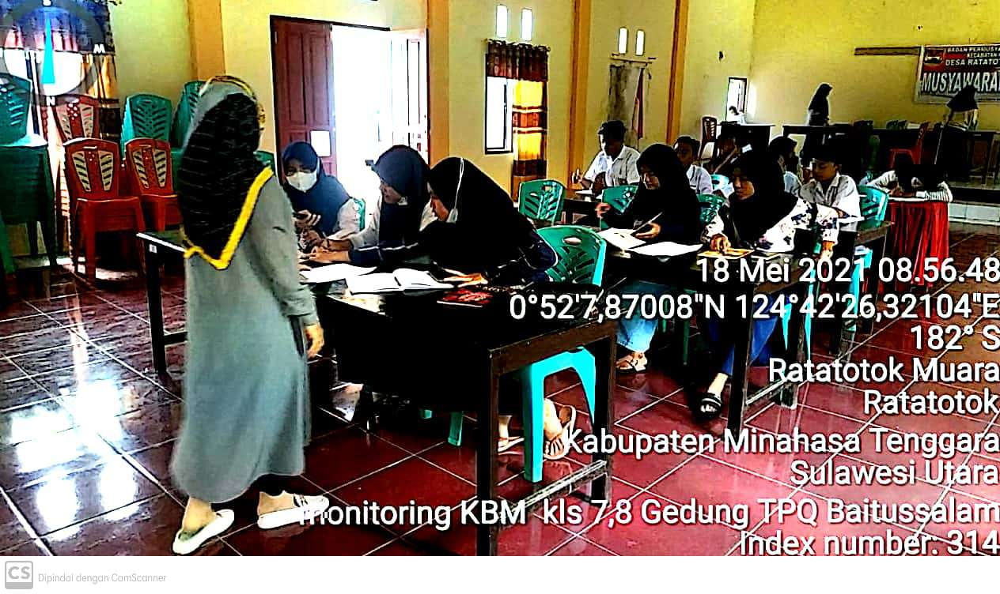 BADAN PERMUSYA
KECAMATAN
DESA RATATOT
MUSYAWARA
18 Mei 2021 08.56.48
0°52'7,87008"N 124°42'26,32104"E
182° S
Ratatotok Muara
Ratatotok
Kabupaten Minahasa Tenggara
Sulawesi Utara
monitoring KBM kls 7,8 Gedung TPQ Baitussalam
Index number: 314
CS Dipindai dengan CamScanner